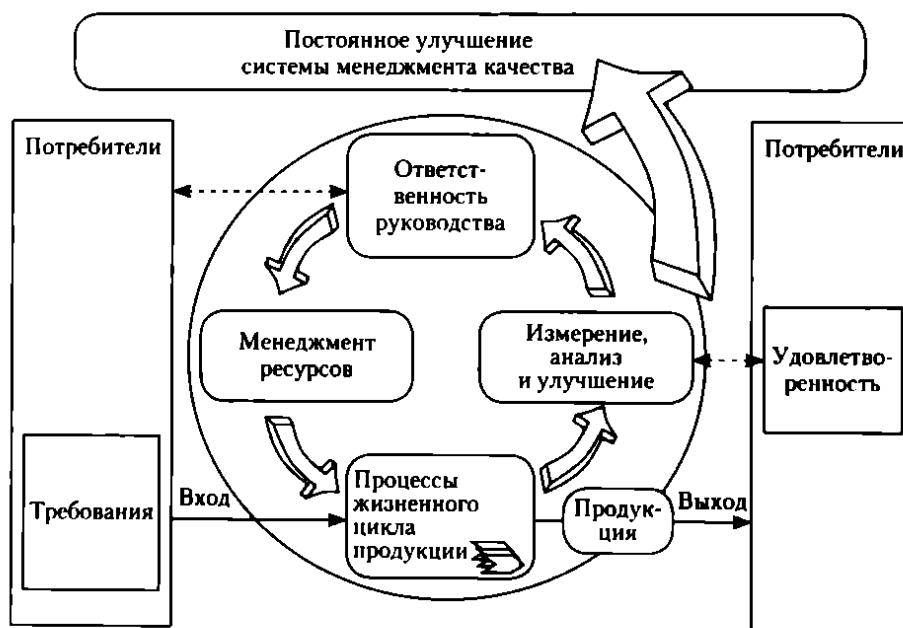 Постоянное улучшение
системы менеджмента качества
Потребители
Потребители
Ответст-
венность
руководства
Менеджмент
ресурсов
Измерение,
анализ
и улучшение
Удовлетво-
ренность
Требования
Вход
Процессы
жизненного
цикла
продукции
Продук-
ция
Выход